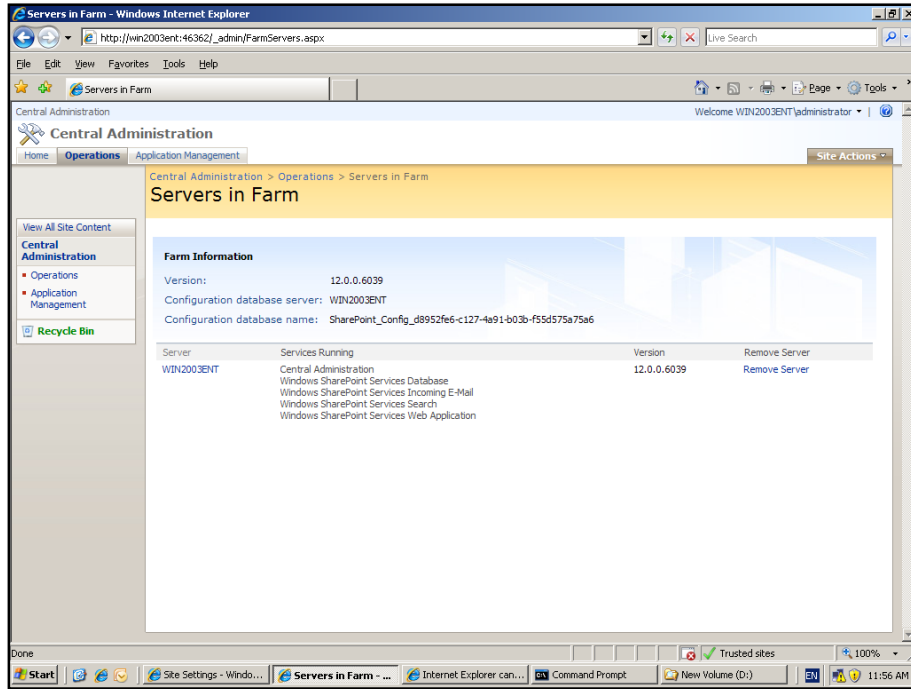 Servers in Farm - Windows Internet Explorer
http://win2003ent:46362/_admin/FarmServers.aspx
Live Search
File Edit View Favorites Tools Help
Servers in Farm
Page Tools
Central Administration
Welcome WIN2003ENT\administrator
Central Administration
Home Operations Application Management
Site Actions
Central Administration > Operations > Servers in Farm
Servers in Farm
View All Site Content
Central
Administration
Operations
Application
Management
Recycle Bin
Farm Information
Version: 12.0.0.6039
Configuration database server: WIN2003ENT
Configuration database name: SharePoint_Config_d8952fe6-c127-4a91-b03b-f55d575a75a6
Server Services Running Version Remove Server
WIN2003ENT Central Administration 12.0.0.6039 Remove Server
Windows SharePoint Services Database
Windows SharePoint Services Incoming E-Mail
Windows SharePoint Services Search
Windows SharePoint Services Web Application
Done
Trusted sites
100%
Start
Site Settings - Windo...
Servers in Farm - ...
Internet Explorer can...
Command Prompt
New Volume (D:)
EN
11:56 AM